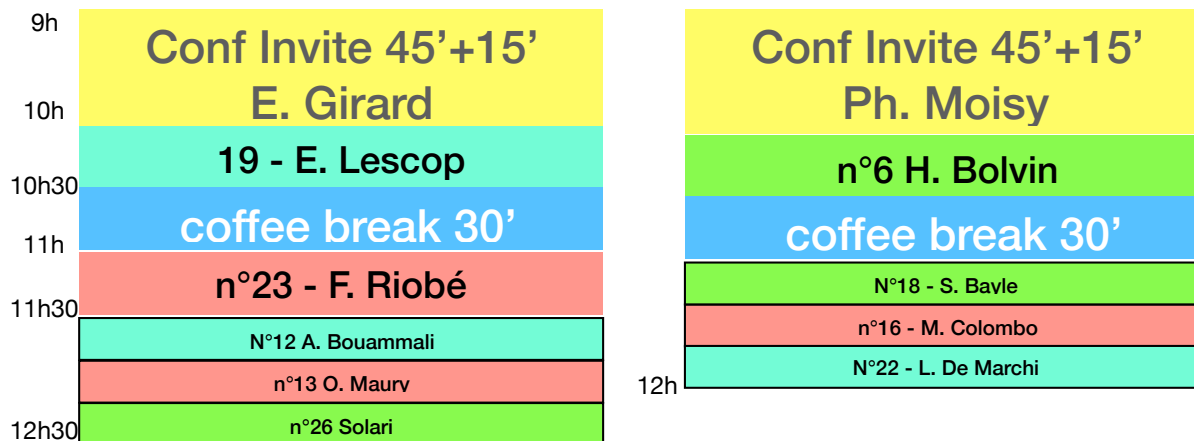 9h
Conf Invite 45’+15’
E. Girard
10h
19 - E. Lescop
10h30
coffee break 30’
11h
n°23 - F. Riobé
11h30
N°12 A. Bouammali
n°13 O. Maury
n°26 Solari
12h30
Conf Invite 45’+15’
Ph. Moisy
n°6 H. Bolvin
coffee break 30’
N°18 - S. Bayle
n°16 - M. Colombo
N°22 - L. De Marchi
12h